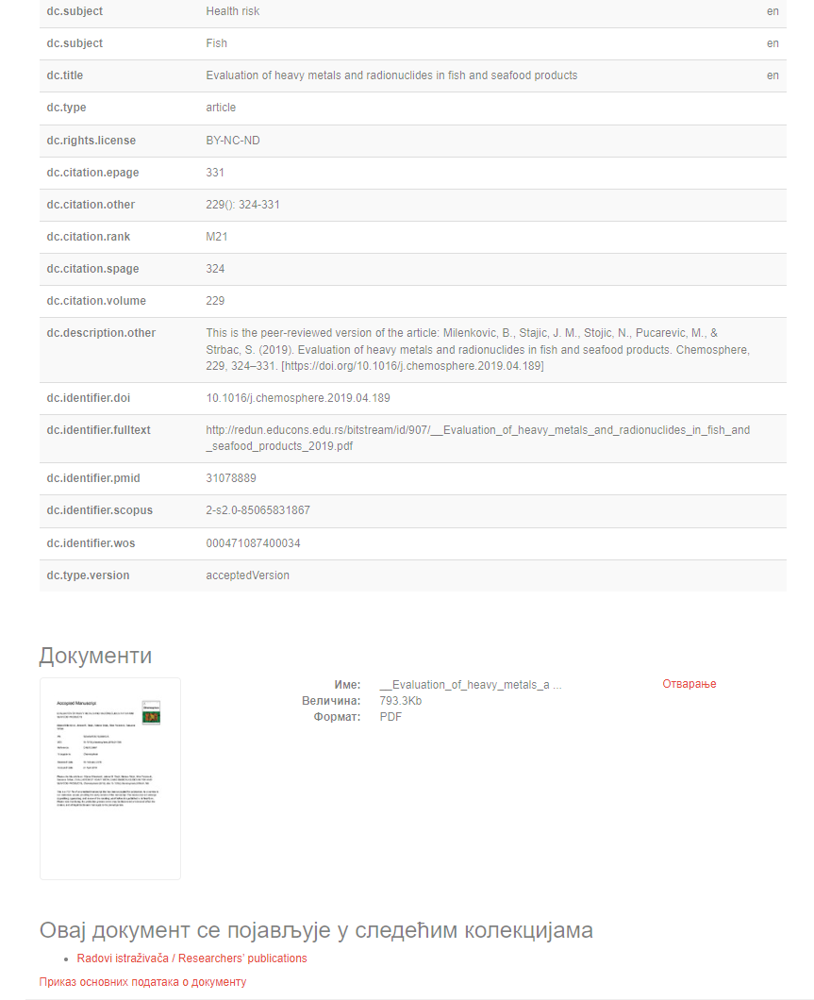 dc.subject Health risk en
dc.subject Fish en
dc.title Evaluation of heavy metals and radionuclides in fish and seafood products en
dc.type article
dc.rights.license BY-NC-ND
dc.citation.epage 331
dc.citation.other 229(): 324-331
dc.citation.rank M21
dc.citation.spage 324
dc.citation.volume 229
dc.description.other This is the peer-reviewed version of the article: Milenkovic, B., Stajic, J. M., Stojic, N., Pucarevic, M., &
Strbac, S. (2019). Evaluation of heavy metals and radionuclides in fish and seafood products. Chemosphere,
229, 324–331. [https://doi.org/10.1016/j.chemosphere.2019.04.189]
dc.identifier.doi 10.1016/j.chemosphere.2019.04.189
dc.identifier.fulltext http://redun.educons.edu.rs/bitstream/id/907/__Evaluation_of_heavy_metals_and_radionuclides_in_fish_and
_seafood_products_2019.pdf
dc.identifier.pmid 31078889
dc.identifier.scopus 2-s2.0-85065831867
dc.identifier.wos 000471087400034
dc.type.version acceptedVersion
Документи
Accepted Manuscript
Име: __Evaluation_of_heavy_metals_a ... Отварање
Величина: 793.3Kb
Формат: PDF
Овај документ се појављује у следећим колекцијама
Radovi istraživača / Researchers’ publications
Приказ основних података о документу